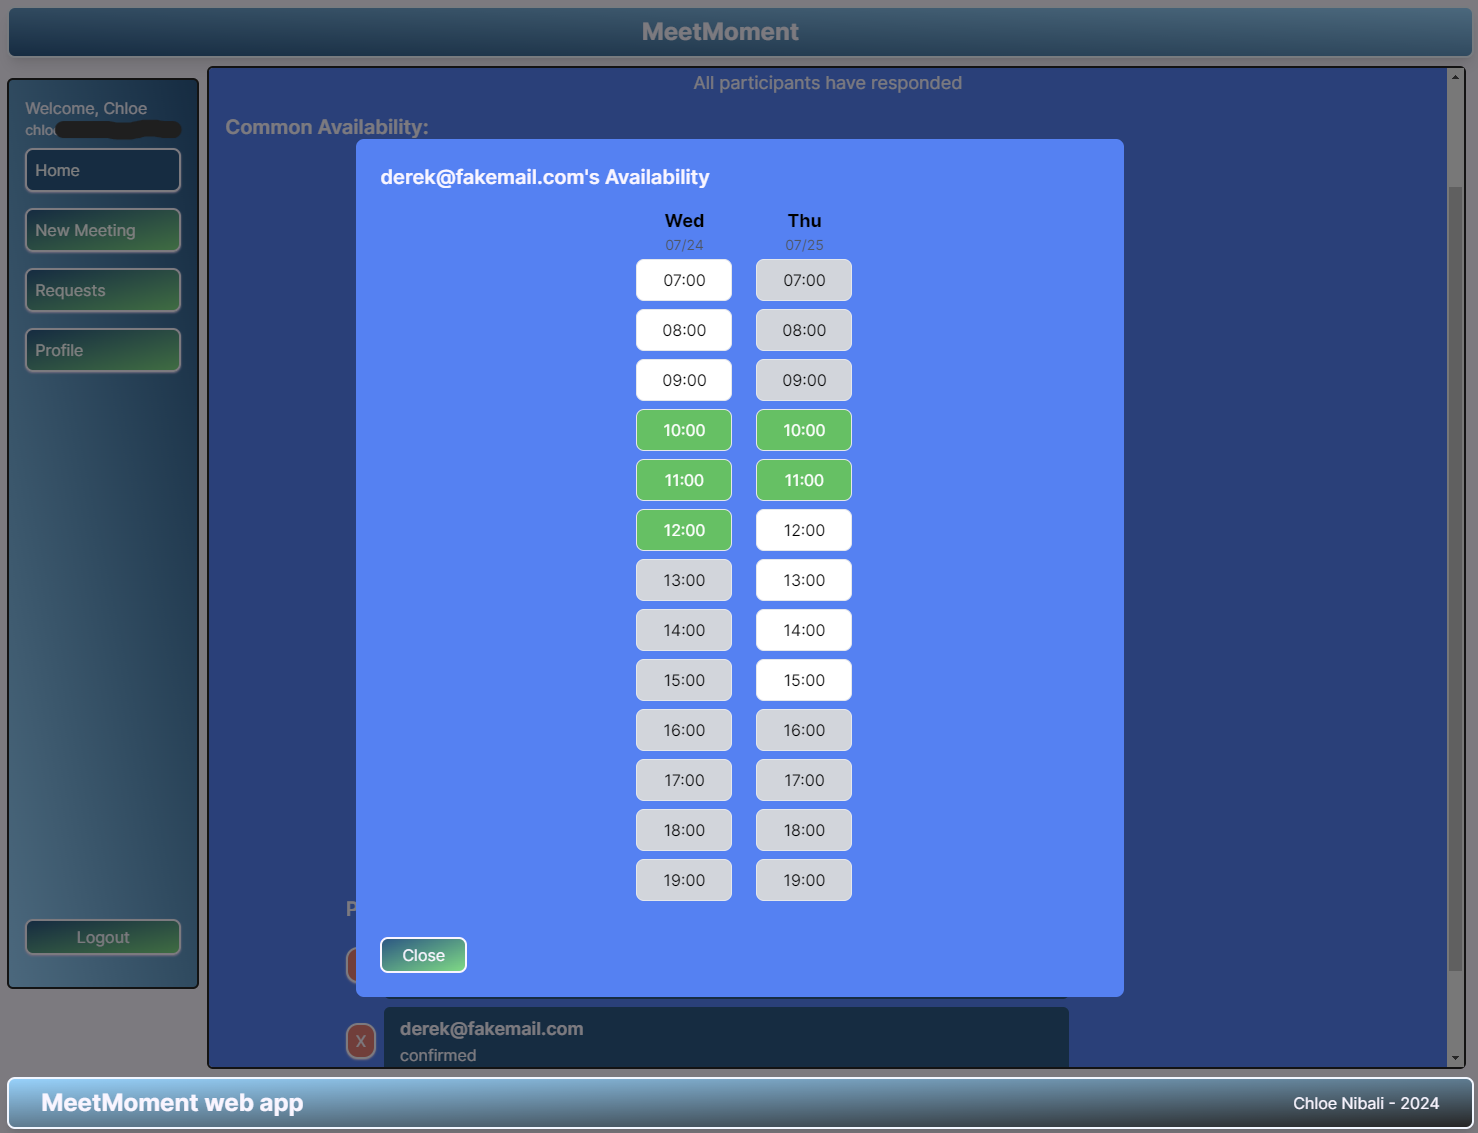 MeetMoment
Welcome, Chloe
Home
New Meeting
Requests
Profile
Logout
All participants have responded
Common Availability:
derek@fakemail.com's Availability
Wed Thu
07/24 07/25
07:00 07:00
08:00 08:00
09:00 09:00
10:00 10:00
11:00 11:00
12:00 12:00
13:00 13:00
14:00 14:00
15:00 15:00
16:00 16:00
17:00 17:00
18:00 18:00
19:00 19:00
Close
X
derek@fakemail.com
confirmed
MeetMoment web app
Chloe Nibali - 2024